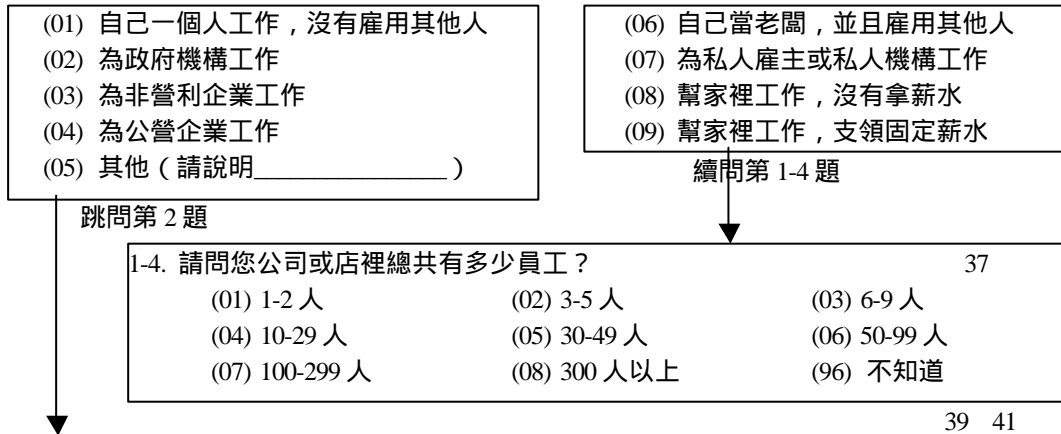 (01) 自己一個人工作，沒有雇用其他人
(02) 為政府機構工作
(03) 為非營利企業工作
(04) 為公營企業工作
(05) 其他（請說明________________）
跳問第 2 題
(06) 自己當老闆，並且雇用其他人
(07) 為私人雇主或私人機構工作
(08) 幫家裡工作，沒有拿薪水
(09) 幫家裡工作，支領固定薪水
續問第 1-4 題
1-4. 請問您公司或店裡總共有多少員工？ 37
(01) 1-2 人 (02) 3-5 人 (03) 6-9 人
(04) 10-29 人 (05) 30-49 人 (06) 50-99 人
(07) 100-299 人 (08) 300 人以上 (96) 不知道
39 41